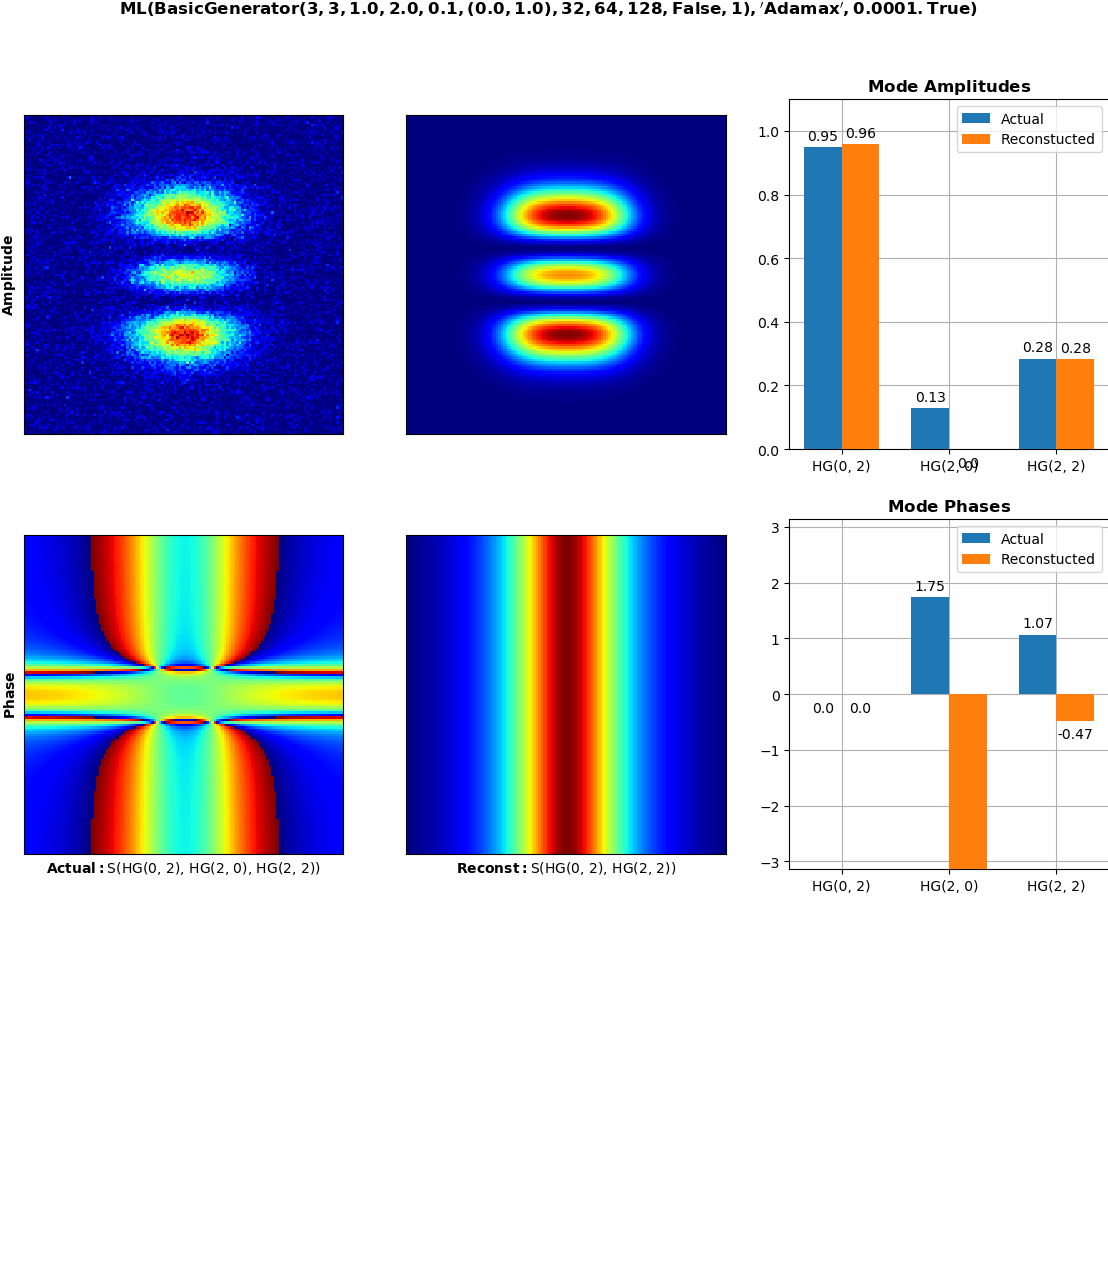 ML(BasicGenerator(3, 3, 1.0, 2.0, 0.1, (0.0, 1.0), 32, 64, 128, False, 1), ′Adamax′, 0.0001. True)
Amplitude
Mode Amplitudes
Actual
Reconstucted
1.0
0.8
0.6
0.4
0.2
0.0
0.95 0.96
0.13
0.0
0.28 0.28
HG(0, 2) HG(2, 0) HG(2, 2)
Phase
Actual: S(HG(0, 2), HG(2, 0), HG(2, 2))
Reconst: S(HG(0, 2), HG(2, 2))
Mode Phases
Actual
Reconstucted
3
2
1
0
−1
−2
−3
0.0 0.0
1.75
1.07
-0.47
HG(0, 2) HG(2, 0) HG(2, 2)